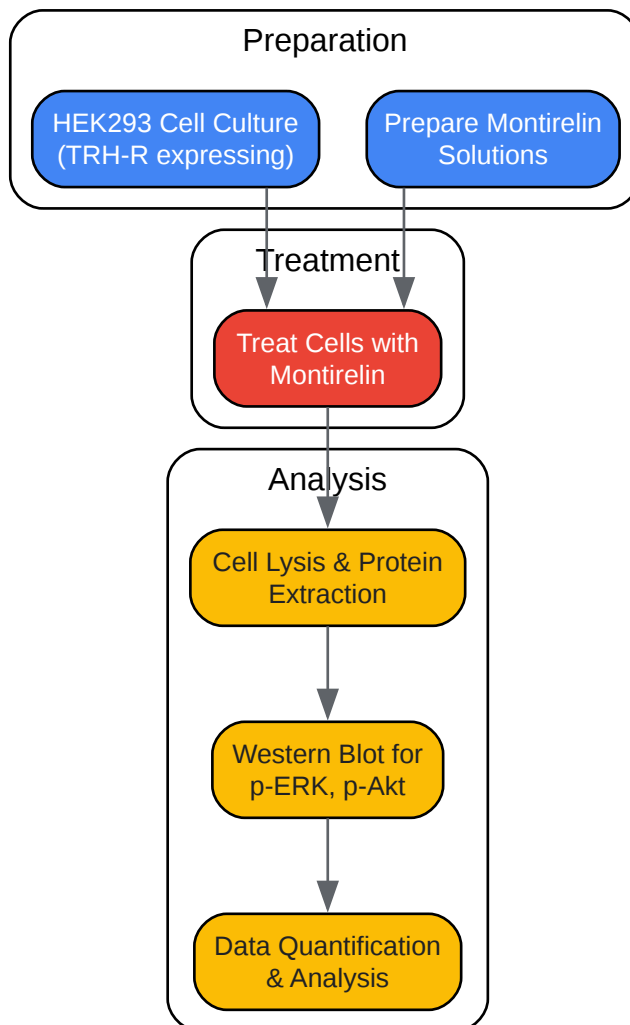 Preparation
HEK293 Cell Culture
(TRH-R expressing)
Prepare Montirelin
Solutions
Treatment
Treat Cells with
Montirelin
Analysis
Cell Lysis & Protein
Extraction
Western Blot for
p-ERK, p-Akt
Data Quantification
& Analysis